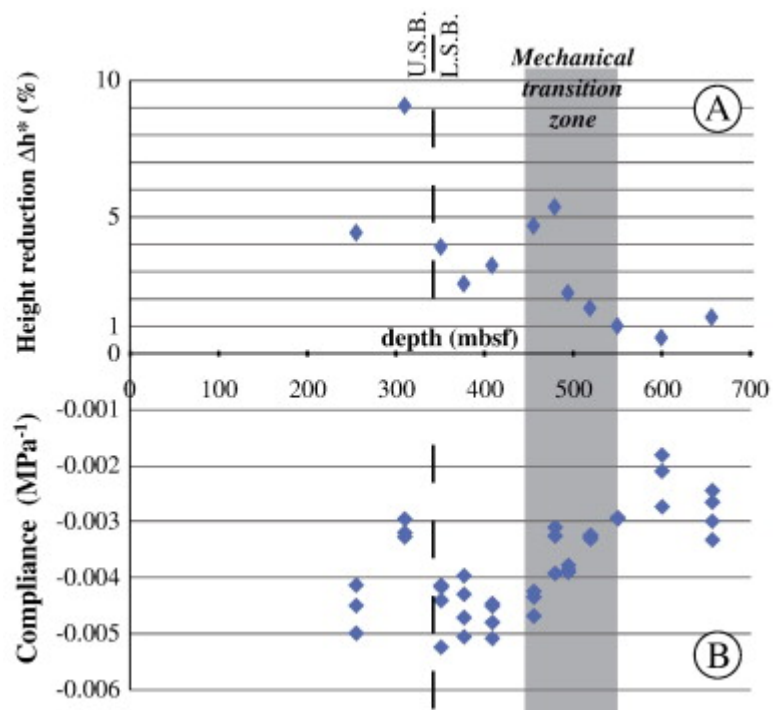 U.S.B.
L.S.B.
Mechanical
transition
zone
A
Height reduction Δh* (%)
10
5
1
0
depth (mbsf)
0 100 200 300 400 500 600 700
Compliance (MPa-1)
-0.001
-0.002
-0.003
-0.004
-0.005
-0.006
B